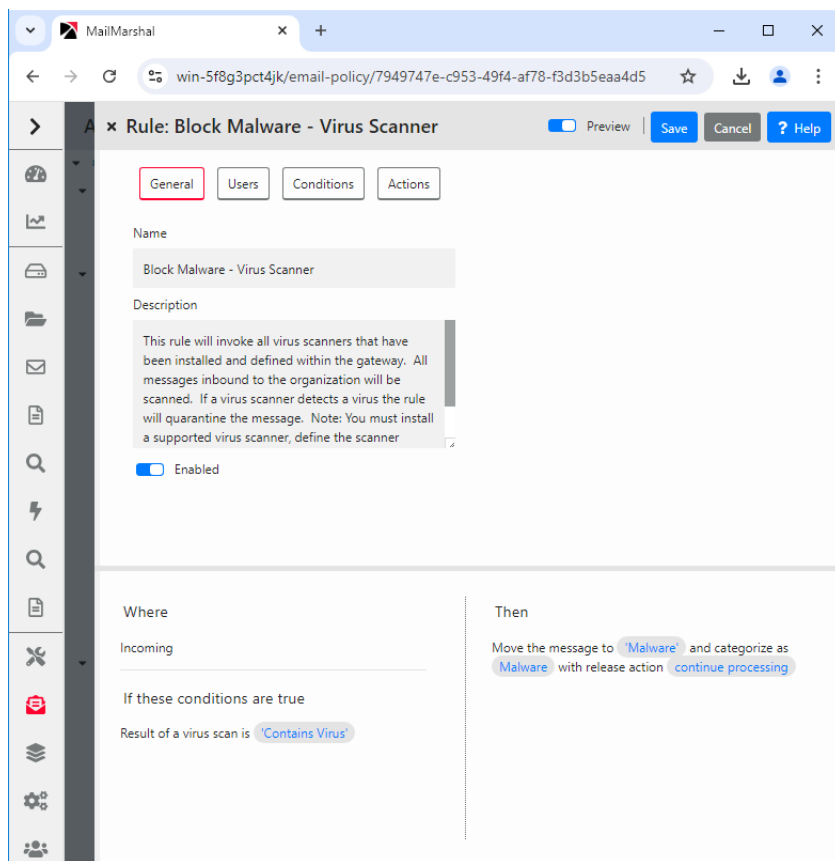 MailMarshal
win-5f8g3pct4jk/email-policy/7949747e-c953-49f4-af78-f3d3b5eaa4d5
A
Rule: Block Malware - Virus Scanner
Preview
Save
Cancel
? Help
General
Users
Conditions
Actions
Name
Block Malware - Virus Scanner
Description
This rule will invoke all virus scanners that have
been installed and defined within the gateway. All
messages inbound to the organization will be
scanned. If a virus scanner detects a virus the rule
will quarantine the message. Note: You must install
a supported virus scanner, define the scanner
Enabled
Where
Incoming
If these conditions are true
Result of a virus scan is 'Contains Virus'
Then
Move the message to 'Malware' and categorize as
Malware with release action continue processing